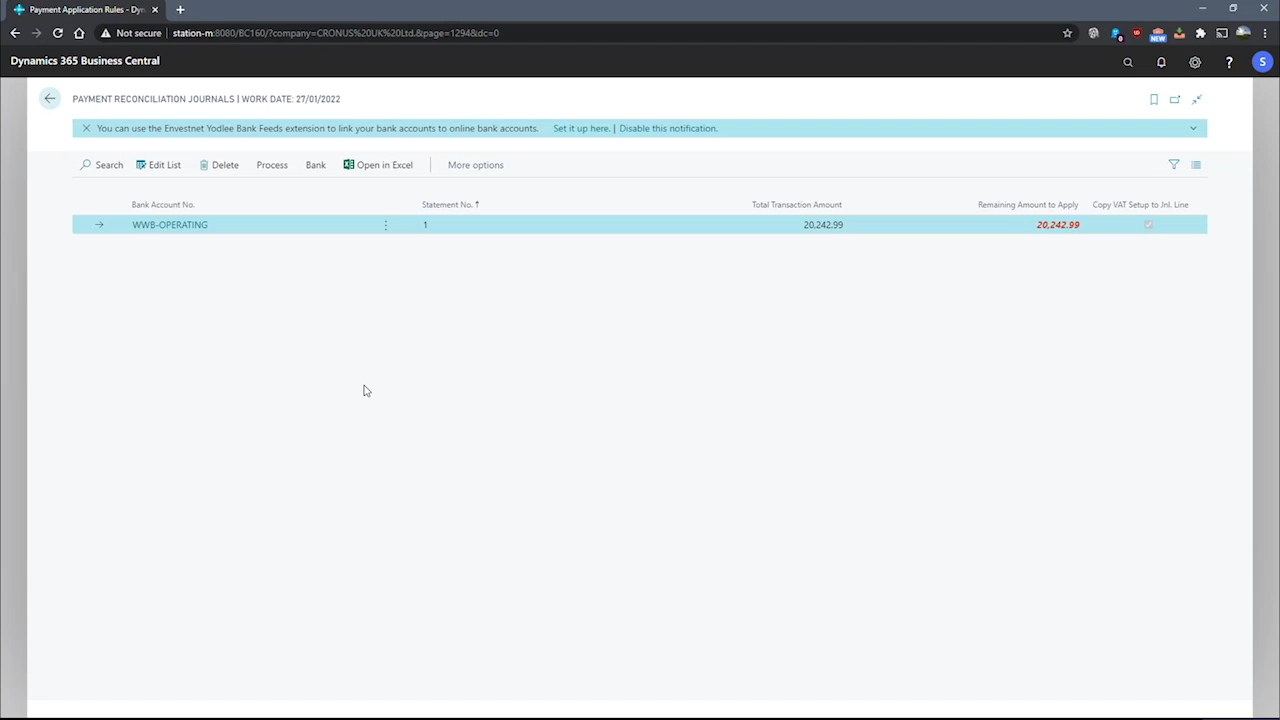 Payment Application Rules - Dyn
Not secure station-m:8080/BC160/?company=CRONUS%20UK%20Ltd.&page=1294&dc=0
Dynamics 365 Business Central
S
PAYMENT RECONCILIATION JOURNALS | WORK DATE: 27/01/2022
You can use the Envestnet Yodlee Bank Feeds extension to link your bank accounts to online bank accounts. Set it up here. | Disable this notification.
Search Edit List Delete Process Bank Open in Excel More options
Bank Account No. Statement No. ↑ Total Transaction Amount Remaining Amount to Apply Copy VAT Setup to Jnl. Line
WWB-OPERATING 1 20,242.99 20,242.99